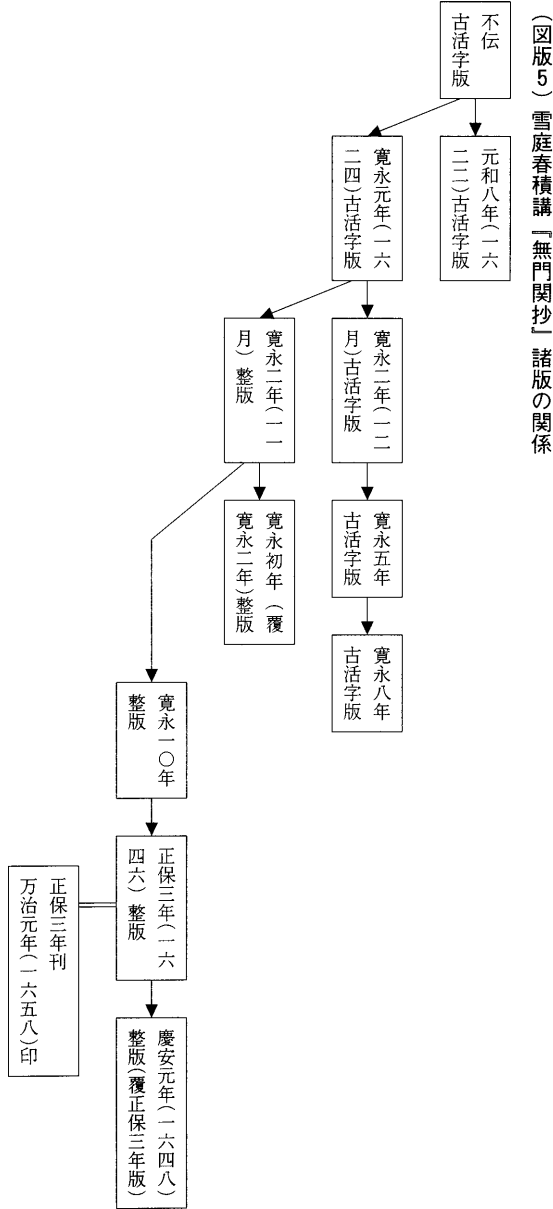 （図版５）雪庭春積講『無門関抄』諸版の関係
不伝
古活字版
元和八年(一六
二二)古活字版
寛永元年(一六
二四)古活字版
寛永二年(一二
月)古活字版
寛永五年
古活字版
寛永八年
古活字版
寛永二年(一一
月) 整版
寛永初年 (覆
寛永二年)整版
寛永一〇年
整版
正保三年(一六
四六) 整版
慶安元年(一六四八)
整版(覆正保三年版)
正保三年刊
万治元年(一六五八)印